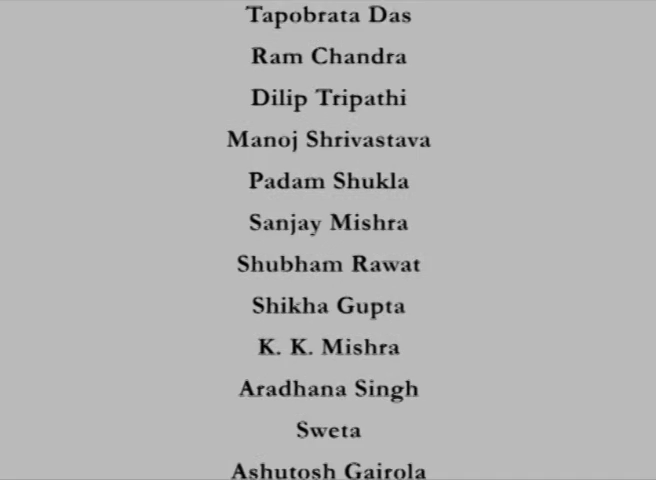 Tapobrata Das
Ram Chandra
Dilip Tripathi
Manoj Shrivastava
Padam Shukla
Sanjay Mishra
Shubham Rawat
Shikha Gupta
K. K. Mishra
Aradhana Singh
Sweta
Ashutosh Gairola